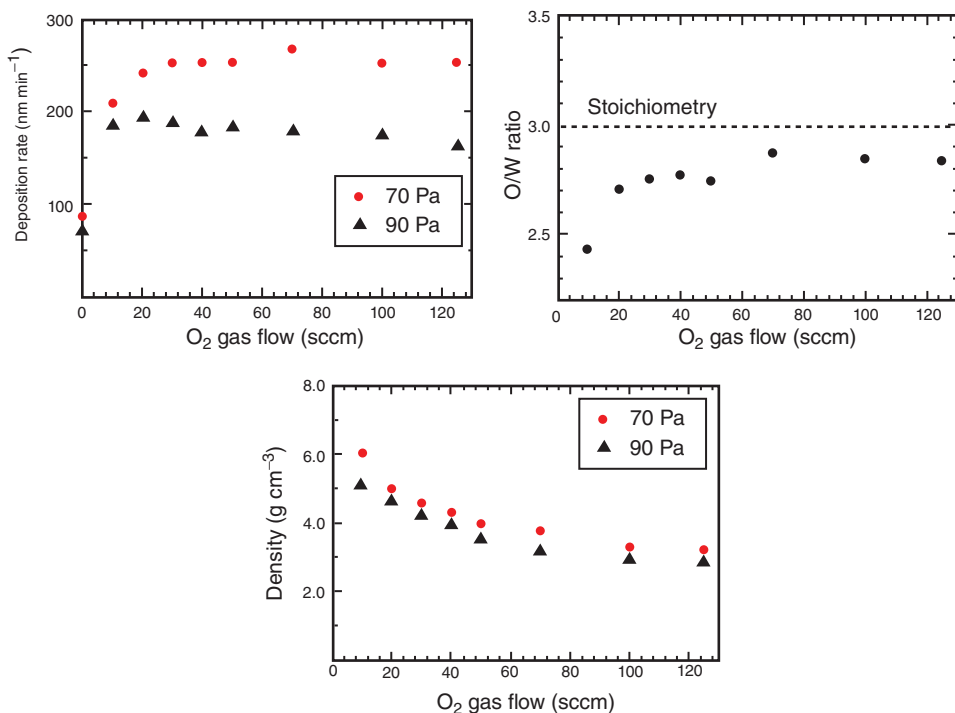 Deposition rate (nm min⁻¹)
300
200
100
0
0 20 40 60 80 100 120
O₂ gas flow (sccm)
70 Pa
90 Pa
O/W ratio
3.5
3.0
2.5
Stoichiometry
0 20 40 60 80 100 120
O₂ gas flow (sccm)
Density (g cm⁻³)
8.0
6.0
4.0
2.0
0 20 40 60 80 100 120
O₂ gas flow (sccm)
70 Pa
90 Pa